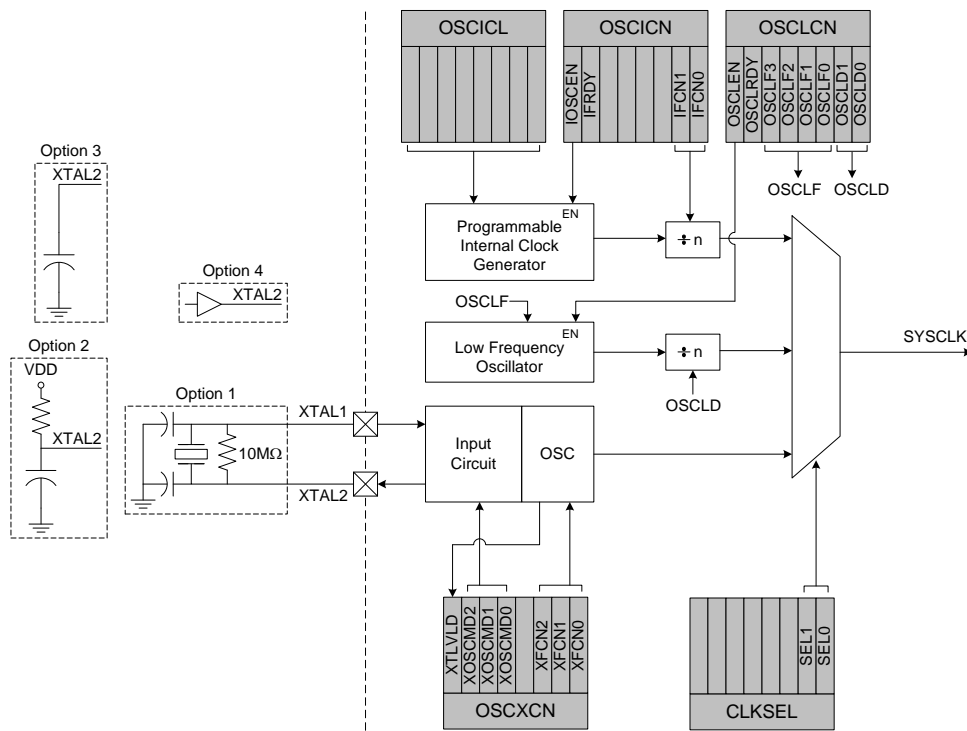 OSCICL
OSCICN
OSCLCN
IOSCEN
IFRDY
IFCN1
IFCN0
OSCLEN
OSCLRDY
OSCLF3
OSCLF2
OSCLF1
OSCLF0
OSCLD1
OSCLD0
OSCLF
OSCLD
Option 3
XTAL2
EN
Programmable
Internal Clock
Generator
÷ n
Option 4
XTAL2
OSCLF
EN
Low Frequency
Oscillator
÷ n
OSCLD
SYSCLK
Option 2
VDD
XTAL2
Option 1
10MΩ
XTAL1
XTAL2
Input
Circuit
OSC
XTLVLD
XOSCMD2
XOSCMD1
XOSCMD0
XFCN2
XFCN1
XFCN0
OSCXCN
SEL1
SEL0
CLKSEL